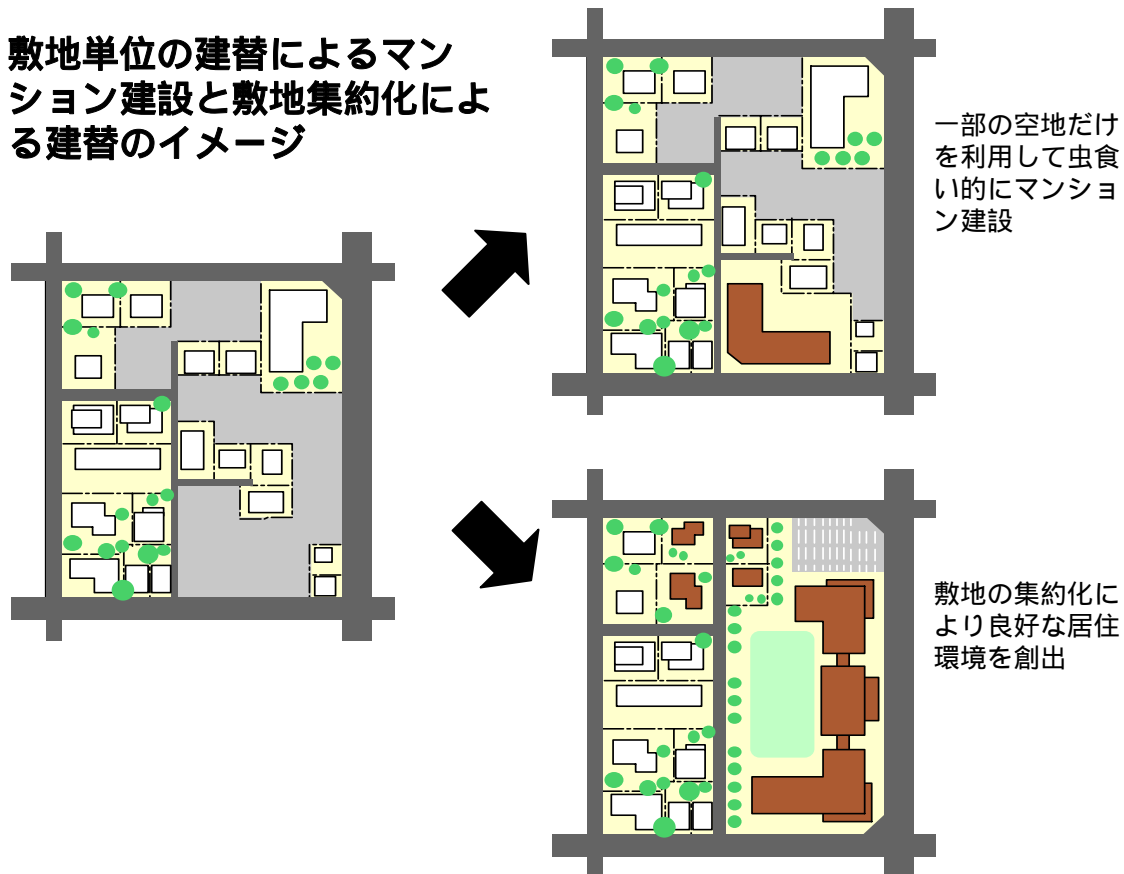 敷地単位の建替によるマン
ション建設と敷地集約化によ
る建替のイメージ
一部の空地だけ
を利用して虫食
い的にマンショ
ン建設
敷地の集約化に
より良好な居住
環境を創出